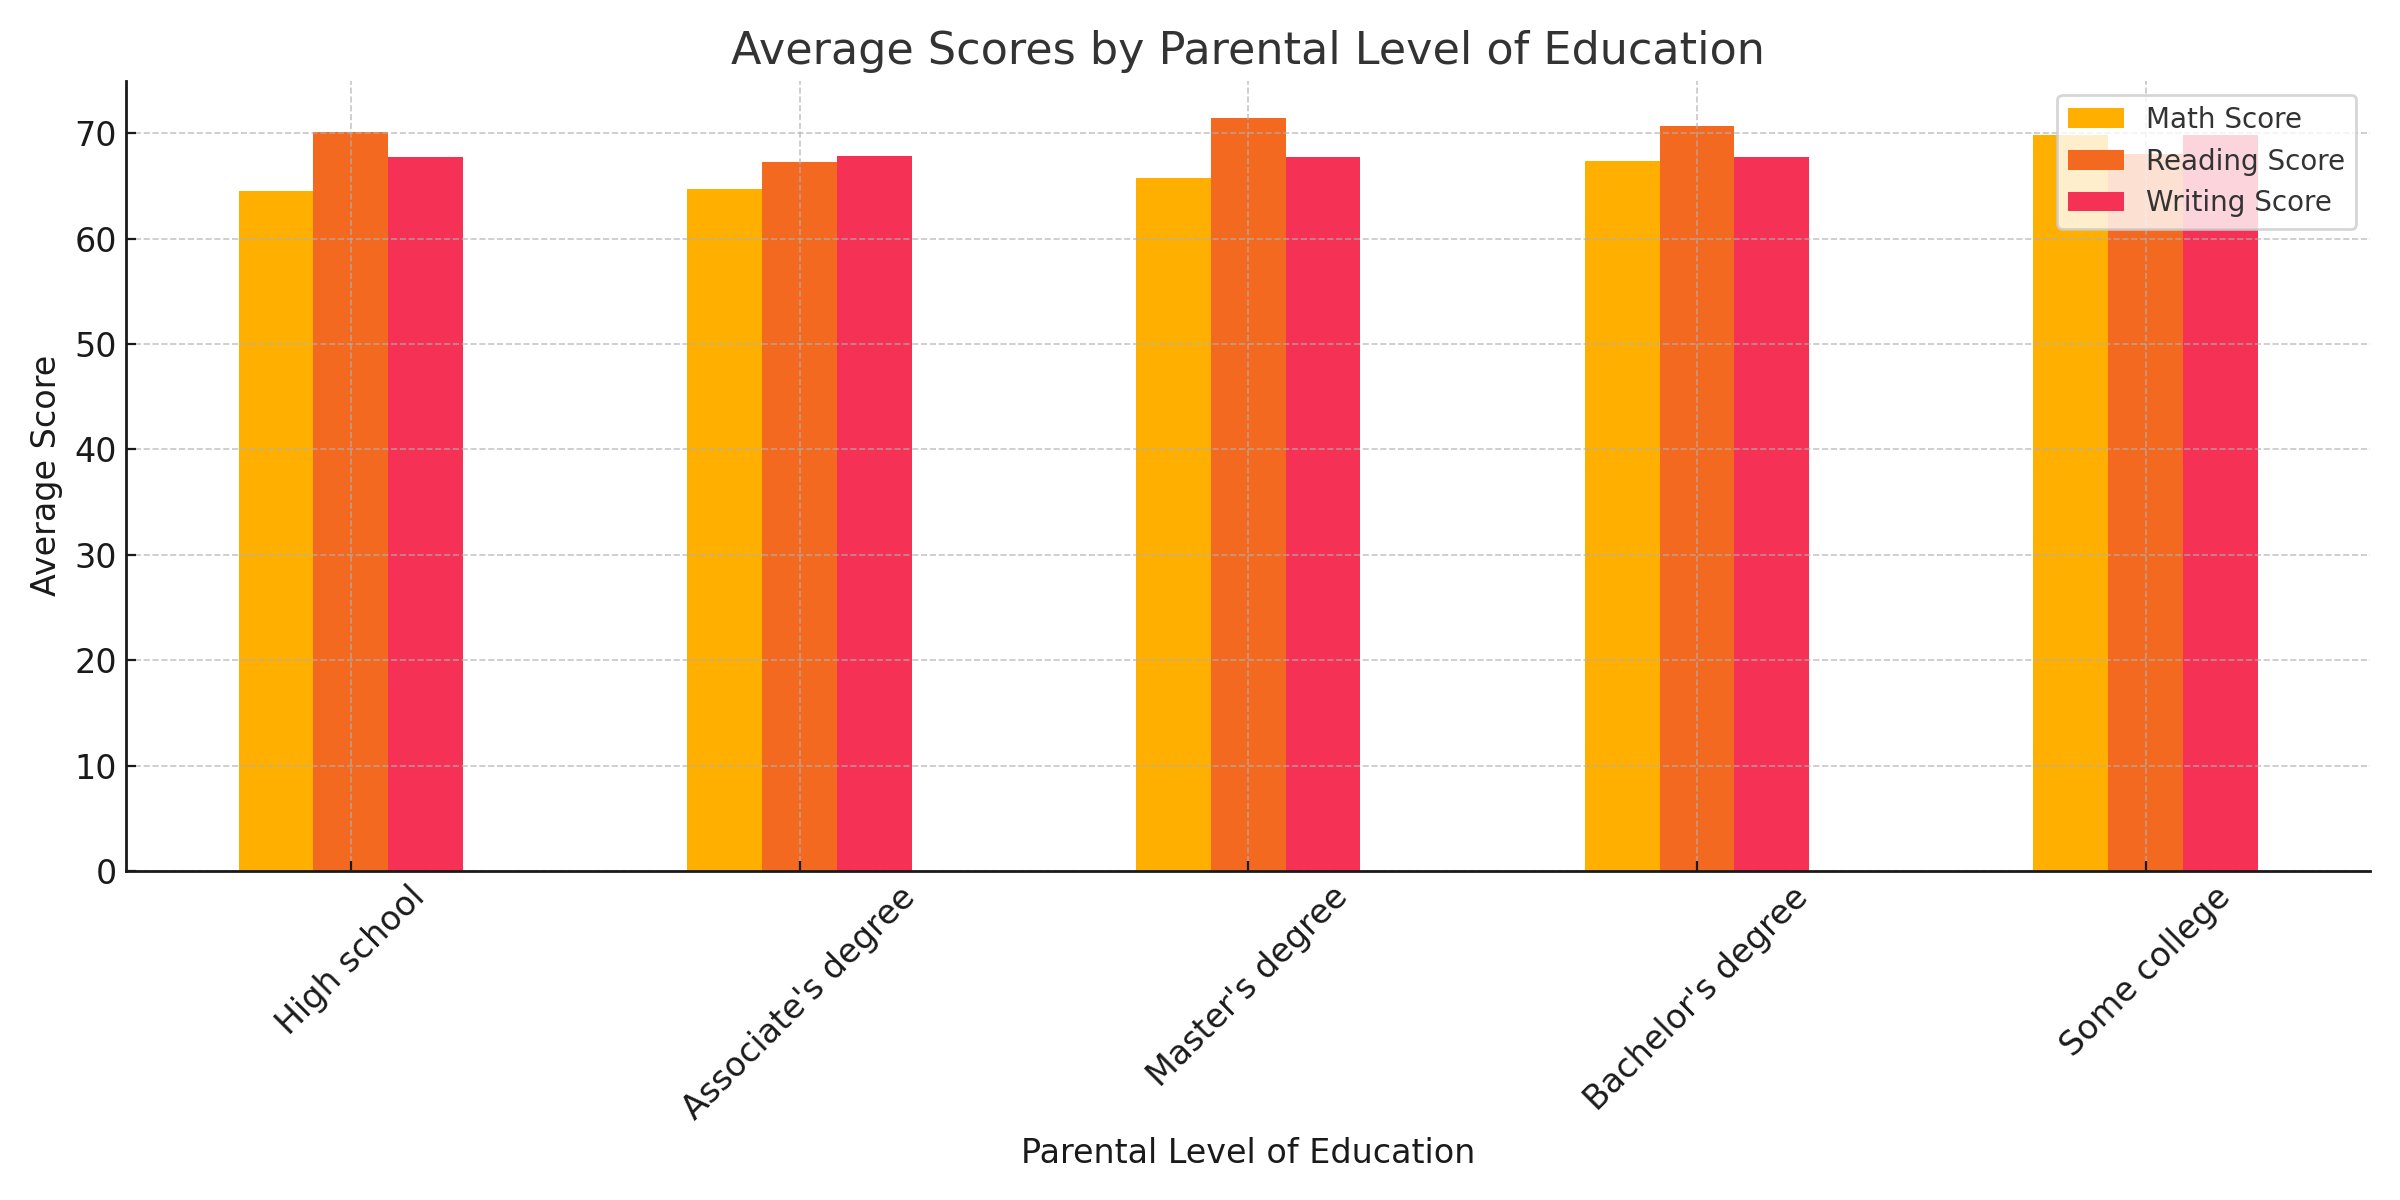 Average Scores by Parental Level of Education
Math Score
Reading Score
Writing Score
Average Score
70
60
50
40
30
20
10
0
High school
Associate's degree
Master's degree
Bachelor's degree
Some college
Parental Level of Education